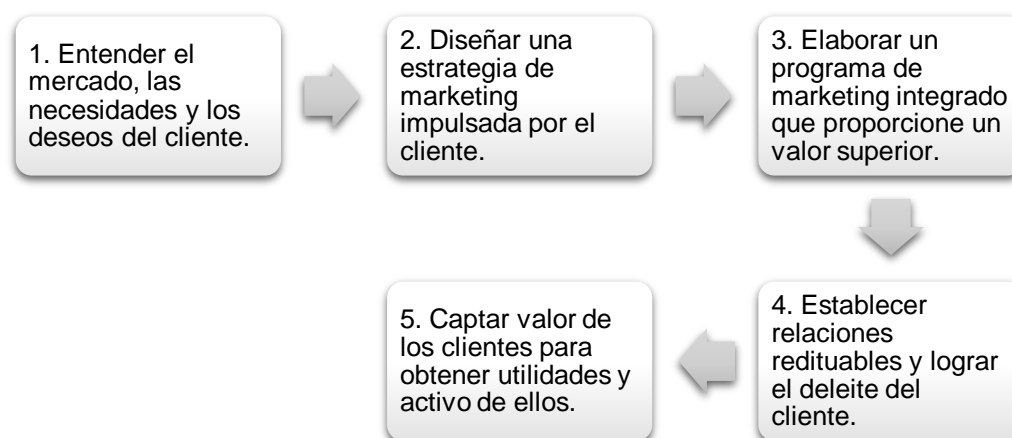 1. Entender el
mercado, las
necesidades y los
deseos del cliente.
2. Diseñar una
estrategia de
marketing
impulsada por el
cliente.
3. Elaborar un
programa de
marketing integrado
que proporcione un
valor superior.
4. Establecer
relaciones
redituables y lograr
el deleite del
cliente.
5. Captar valor de
los clientes para
obtener utilidades y
activo de ellos.